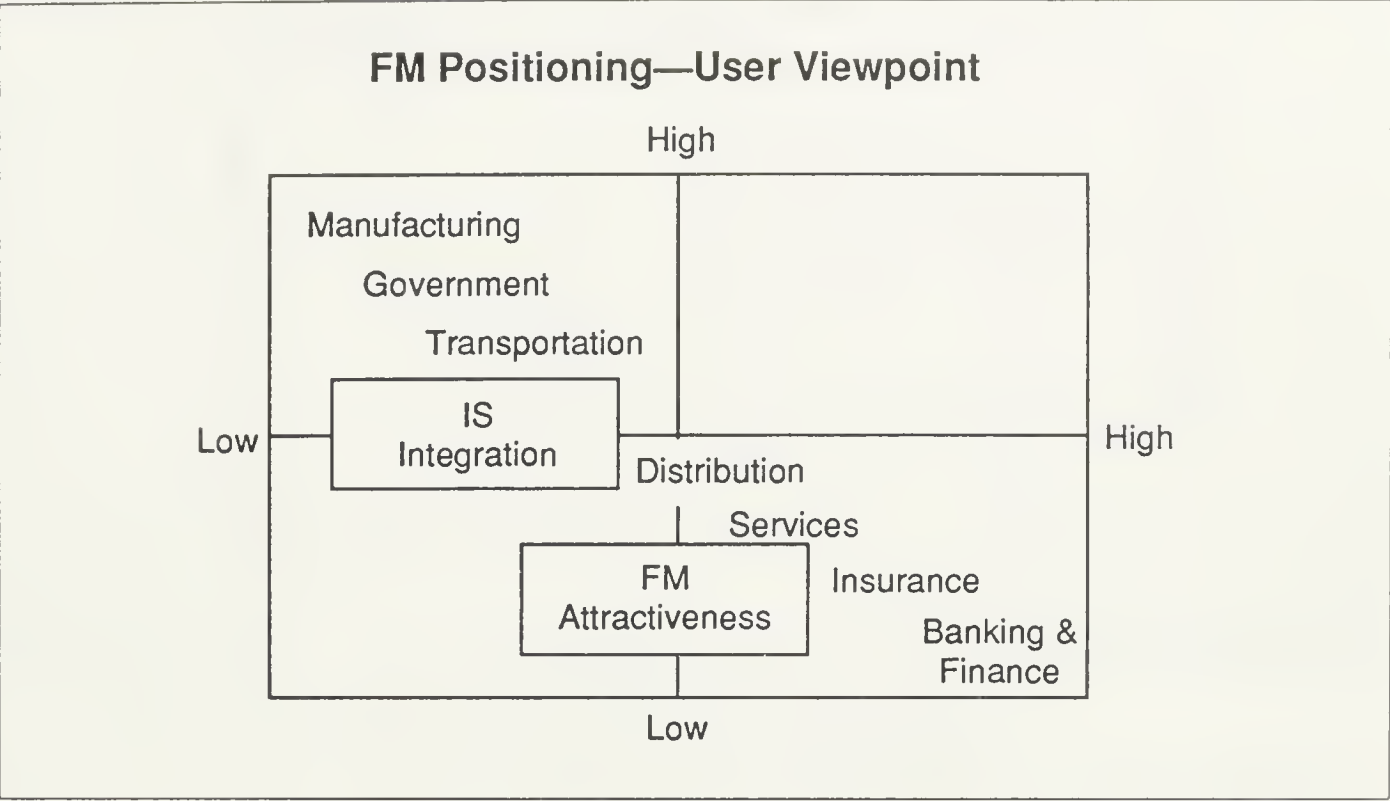 FM Positioning—User Viewpoint
High
Manufacturing
Government
Transportation
IS
Integration
Low
High
Distribution
Services
FM
Attractiveness
Insurance
Banking &
Finance
Low